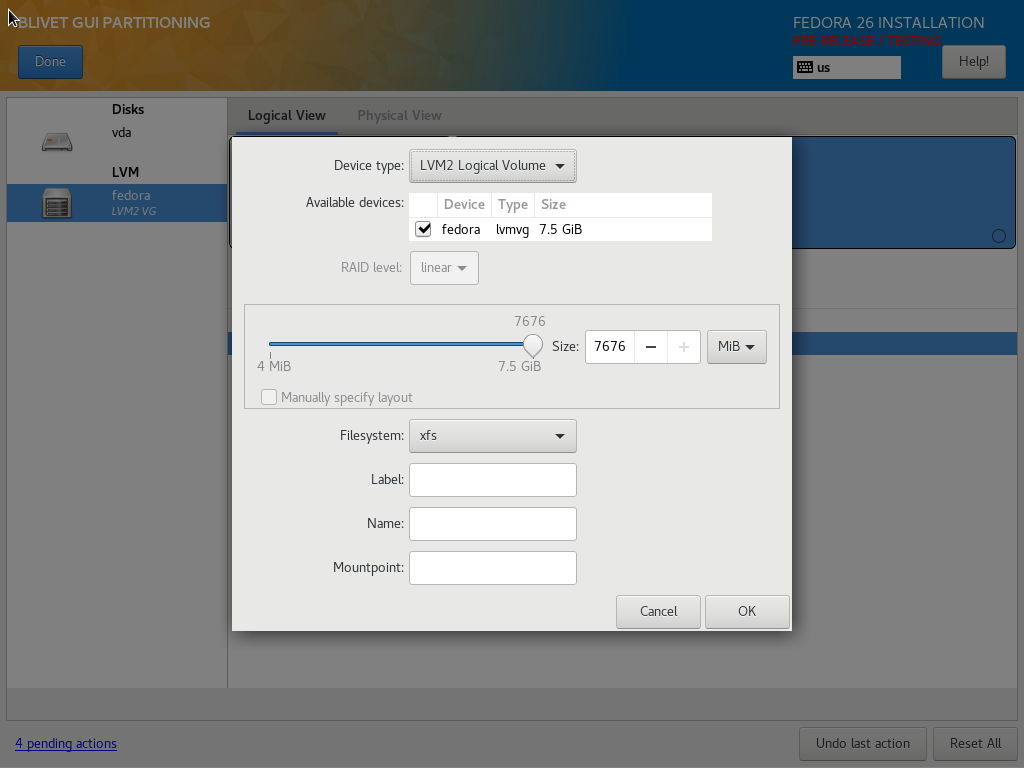 BLIVET GUI PARTITIONING
FEDORA 26 INSTALLATION
PRE-RELEASE / TESTING
Done
us
Help!
Disks
vda
LVM
fedora
LVM2 VG
Logical View
Physical View
Device type:
LVM2 Logical Volume
Available devices:
Device Type Size
fedora lvmvg 7.5 GiB
RAID level:
linear
7676
4 MiB
7.5 GiB
Size:
7676
MiB
Manually specify layout
Filesystem:
xfs
Label:
Name:
Mountpoint:
Cancel
OK
4 pending actions
Undo last action
Reset All